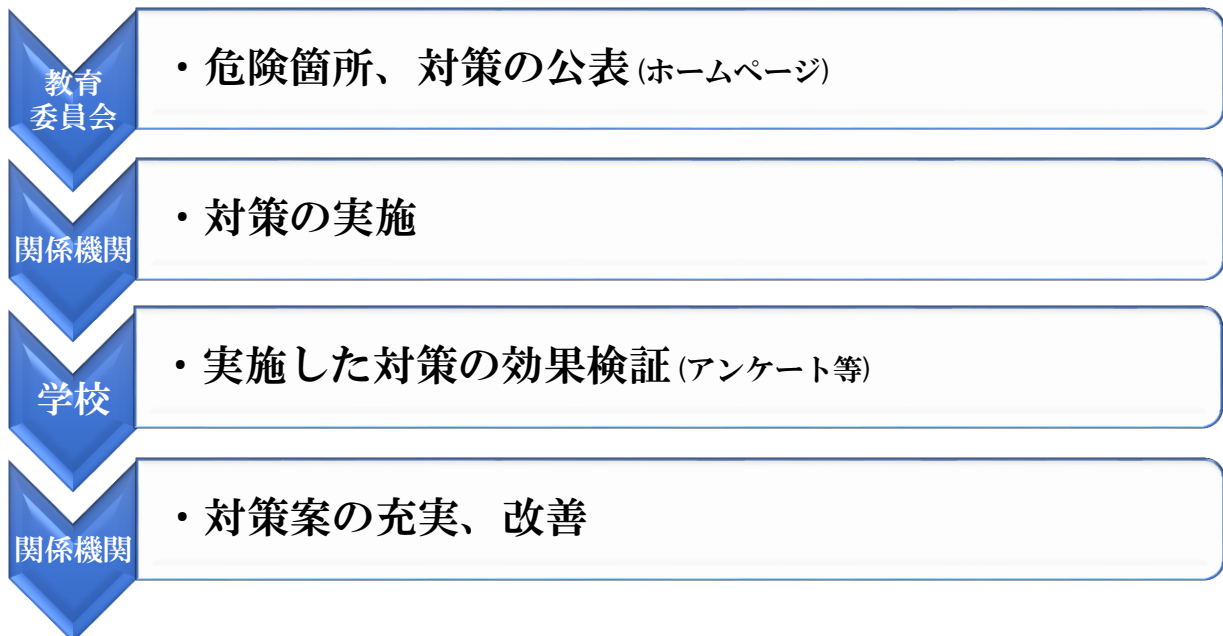 教育
委員会
・危険箇所、対策の公表(ホームページ)
関係機関
・対策の実施
学校
・実施した対策の効果検証(アンケート等)
関係機関
・対策案の充実、改善